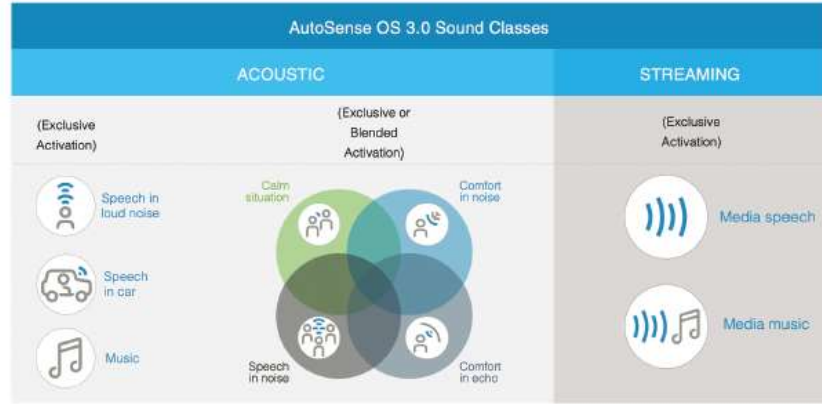 AutoSense OS 3.0 Sound Classes
ACOUSTIC
STREAMING
(Exclusive
Activation)
(Exclusive or
Blended
Activation)
(Exclusive
Activation)
Speech in
loud noise
Speech
in car
Music
Calm
situation
Comfort
in noise
Speech
in noise
Comfort
in echo
Media speech
Media music